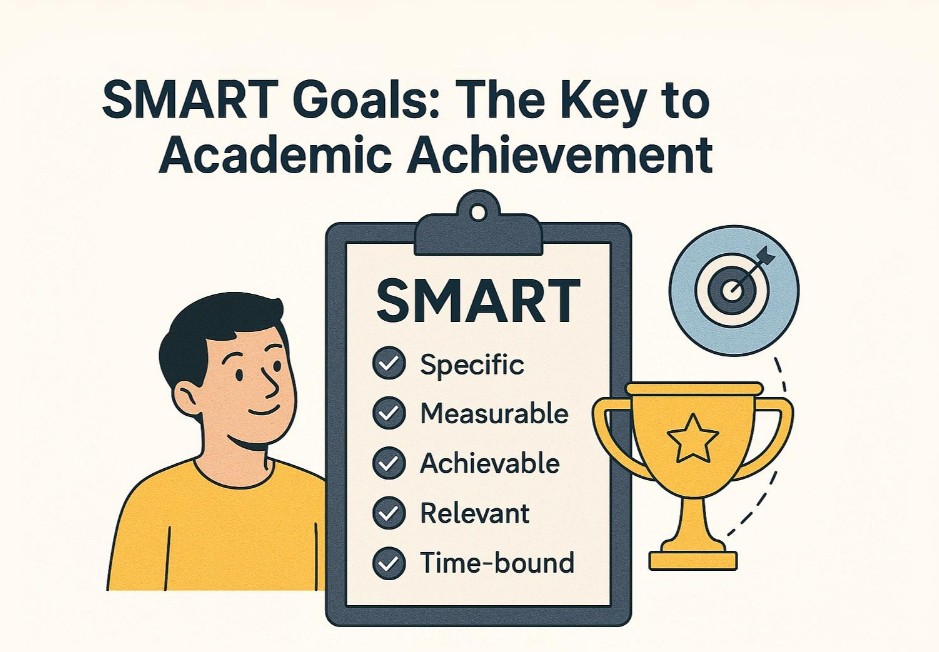 SMART Goals: The Key to
Academic Achievement
SMART
Specific
Measurable
Achievable
Relevant
Time-bound